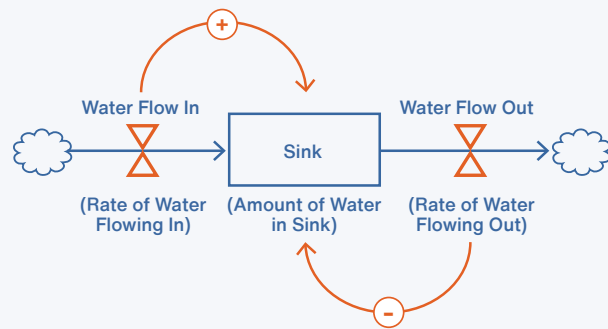 +
Water Flow In
Water Flow Out
Sink
(Rate of Water
Flowing In)
(Amount of Water
in Sink)
(Rate of Water
Flowing Out)
-